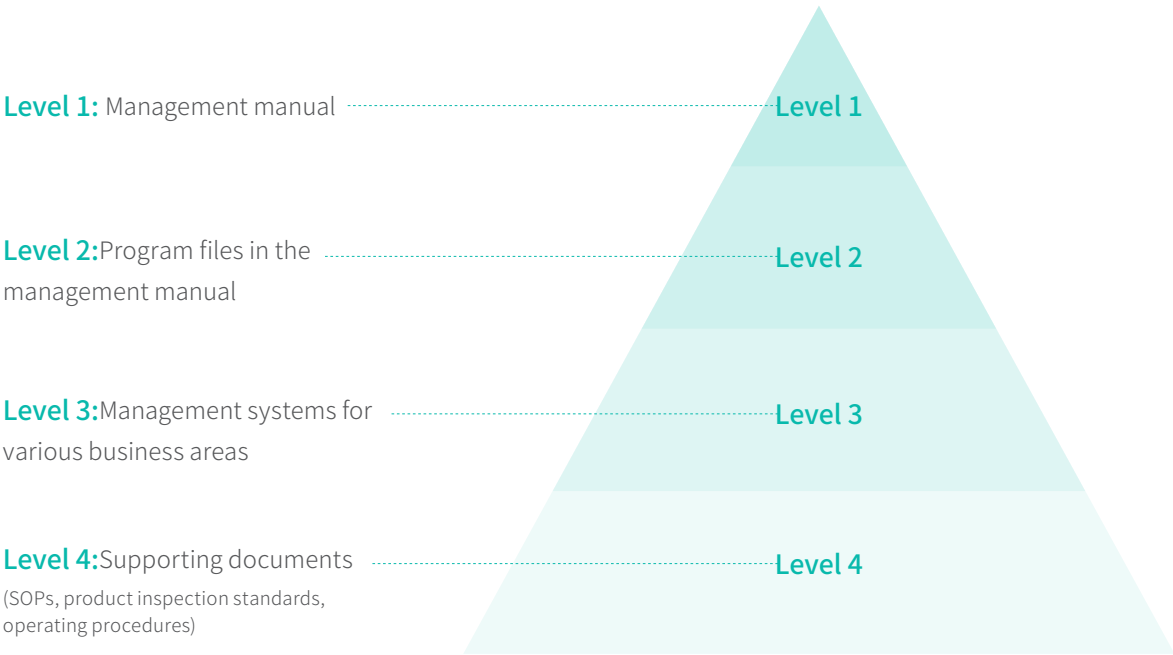 Level 1: Management manual
Level 1
Level 2:Program files in the
management manual
Level 2
Level 3:Management systems for
various business areas
Level 3
Level 4:Supporting documents
(SOPs, product inspection standards,
operating procedures)
Level 4